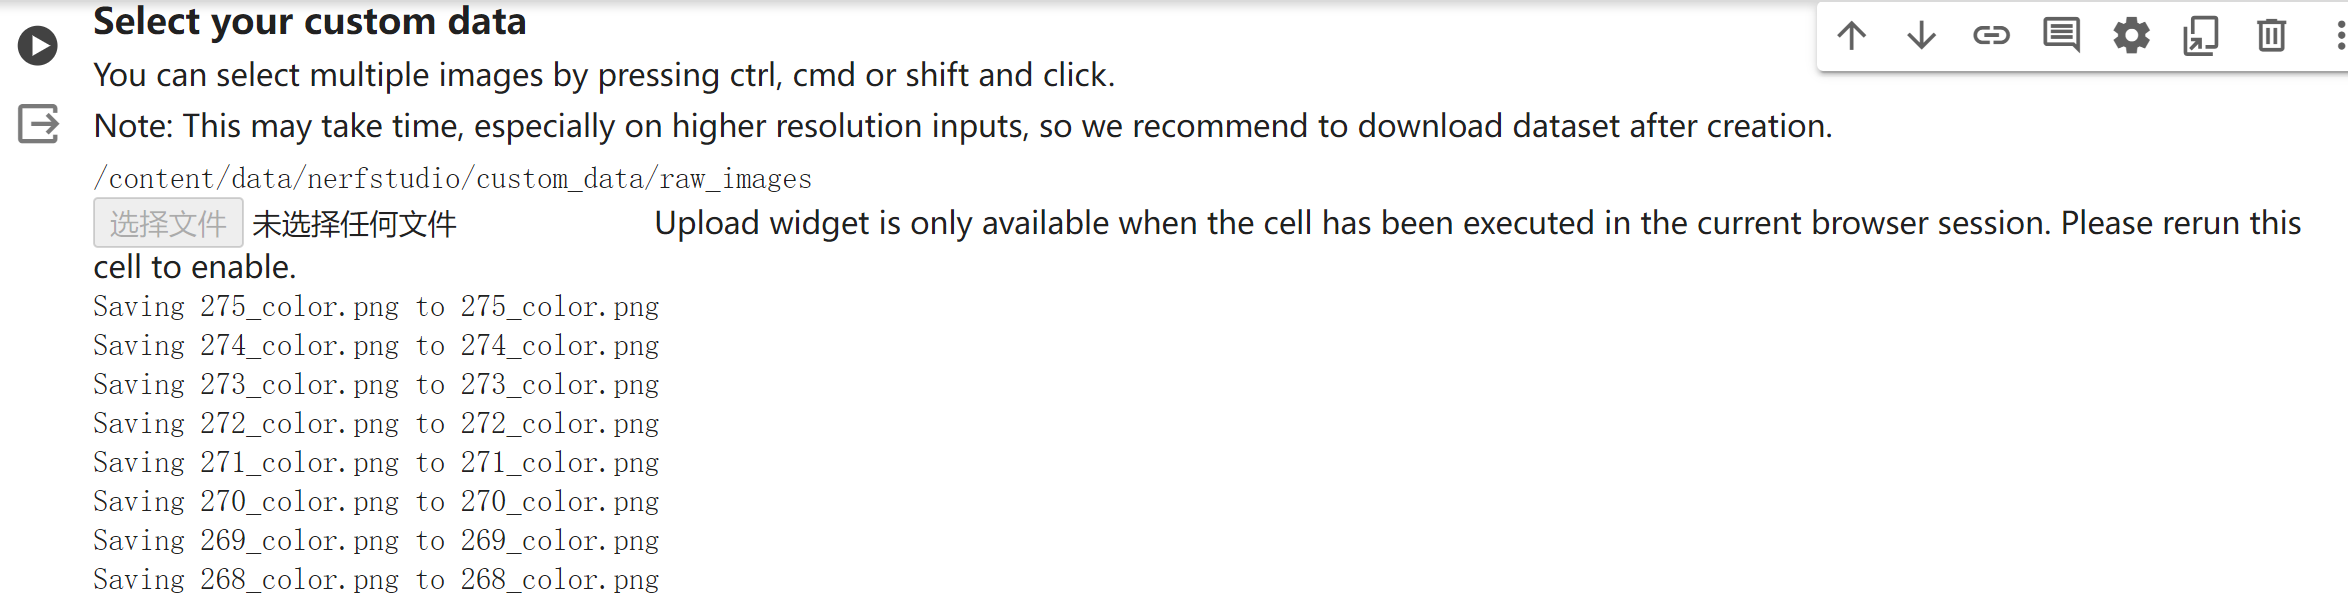 Select your custom data
You can select multiple images by pressing ctrl, cmd or shift and click.
Note: This may take time, especially on higher resolution inputs, so we recommend to download dataset after creation.
/content/data/nerfstudio/custom_data/raw_images
选择文件 未选择任何文件 Upload widget is only available when the cell has been executed in the current browser session. Please rerun this
cell to enable.
Saving 275_color.png to 275_color.png
Saving 274_color.png to 274_color.png
Saving 273_color.png to 273_color.png
Saving 272_color.png to 272_color.png
Saving 271_color.png to 271_color.png
Saving 270_color.png to 270_color.png
Saving 269_color.png to 269_color.png
Saving 268_color.png to 268_color.png